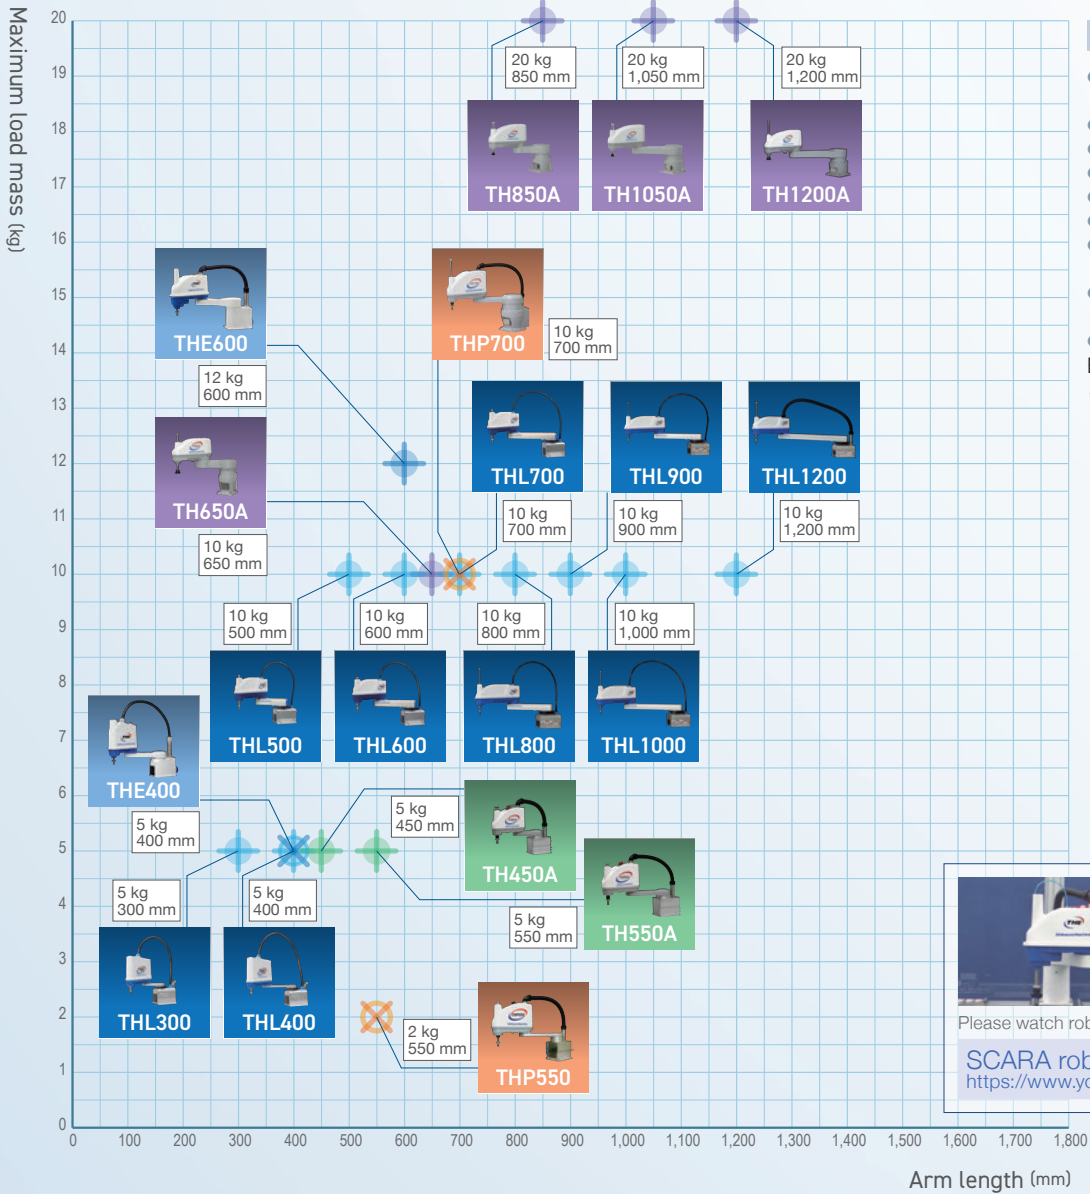 Maximum load mass (kg)
20
19
18
17
16
15
14
13
12
11
10
9
8
7
6
5
4
3
2
1
0
20 kg
850 mm
20 kg
1,050 mm
20 kg
1,200 mm
TH850A
TH1050A
TH1200A
THE600
12 kg
600 mm
THP700
10 kg
700 mm
TH650A
10 kg
650 mm
THL700
10 kg
700 mm
THL900
10 kg
900 mm
THL1200
10 kg
1,200 mm
10 kg
500 mm
10 kg
600 mm
10 kg
800 mm
10 kg
1,000 mm
THL500
THL600
THL800
THL1000
THE400
5 kg
400 mm
5 kg
450 mm
TH450A
5 kg
300 mm
5 kg
400 mm
5 kg
550 mm
TH550A
THL300
THL400
2 kg
550 mm
THP550
Please watch rob
SCARA rob
https://www.yo
0 100 200 300 400 500 600 700 800 900 1,000 1,100 1,200 1,300 1,400 1,500 1,600 1,700 1,800
Arm length (mm)